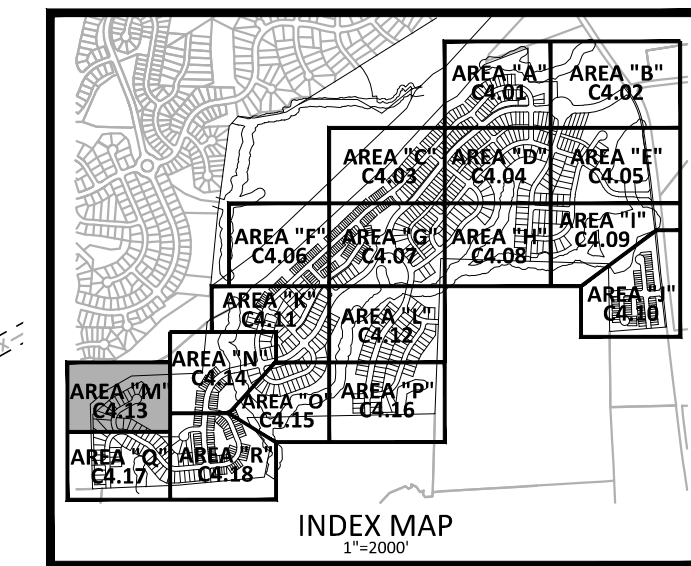 AREA "A"
C4.01
AREA "B"
C4.02
AREA "C"
C4.03
AREA "D"
C4.04
AREA "E"
C4.05
AREA "F"
C4.06
AREA "G"
C4.07
AREA "H"
C4.08
AREA "I"
C4.09
AREA "J"
C4.10
AREA "K"
C4.11
AREA "L"
C4.12
AREA "M"
C4.13
AREA "N"
C4.14
AREA "O"
C4.15
AREA "P"
C4.16
AREA "Q"
C4.17
AREA "R"
C4.18
INDEX MAP
1"=2000'